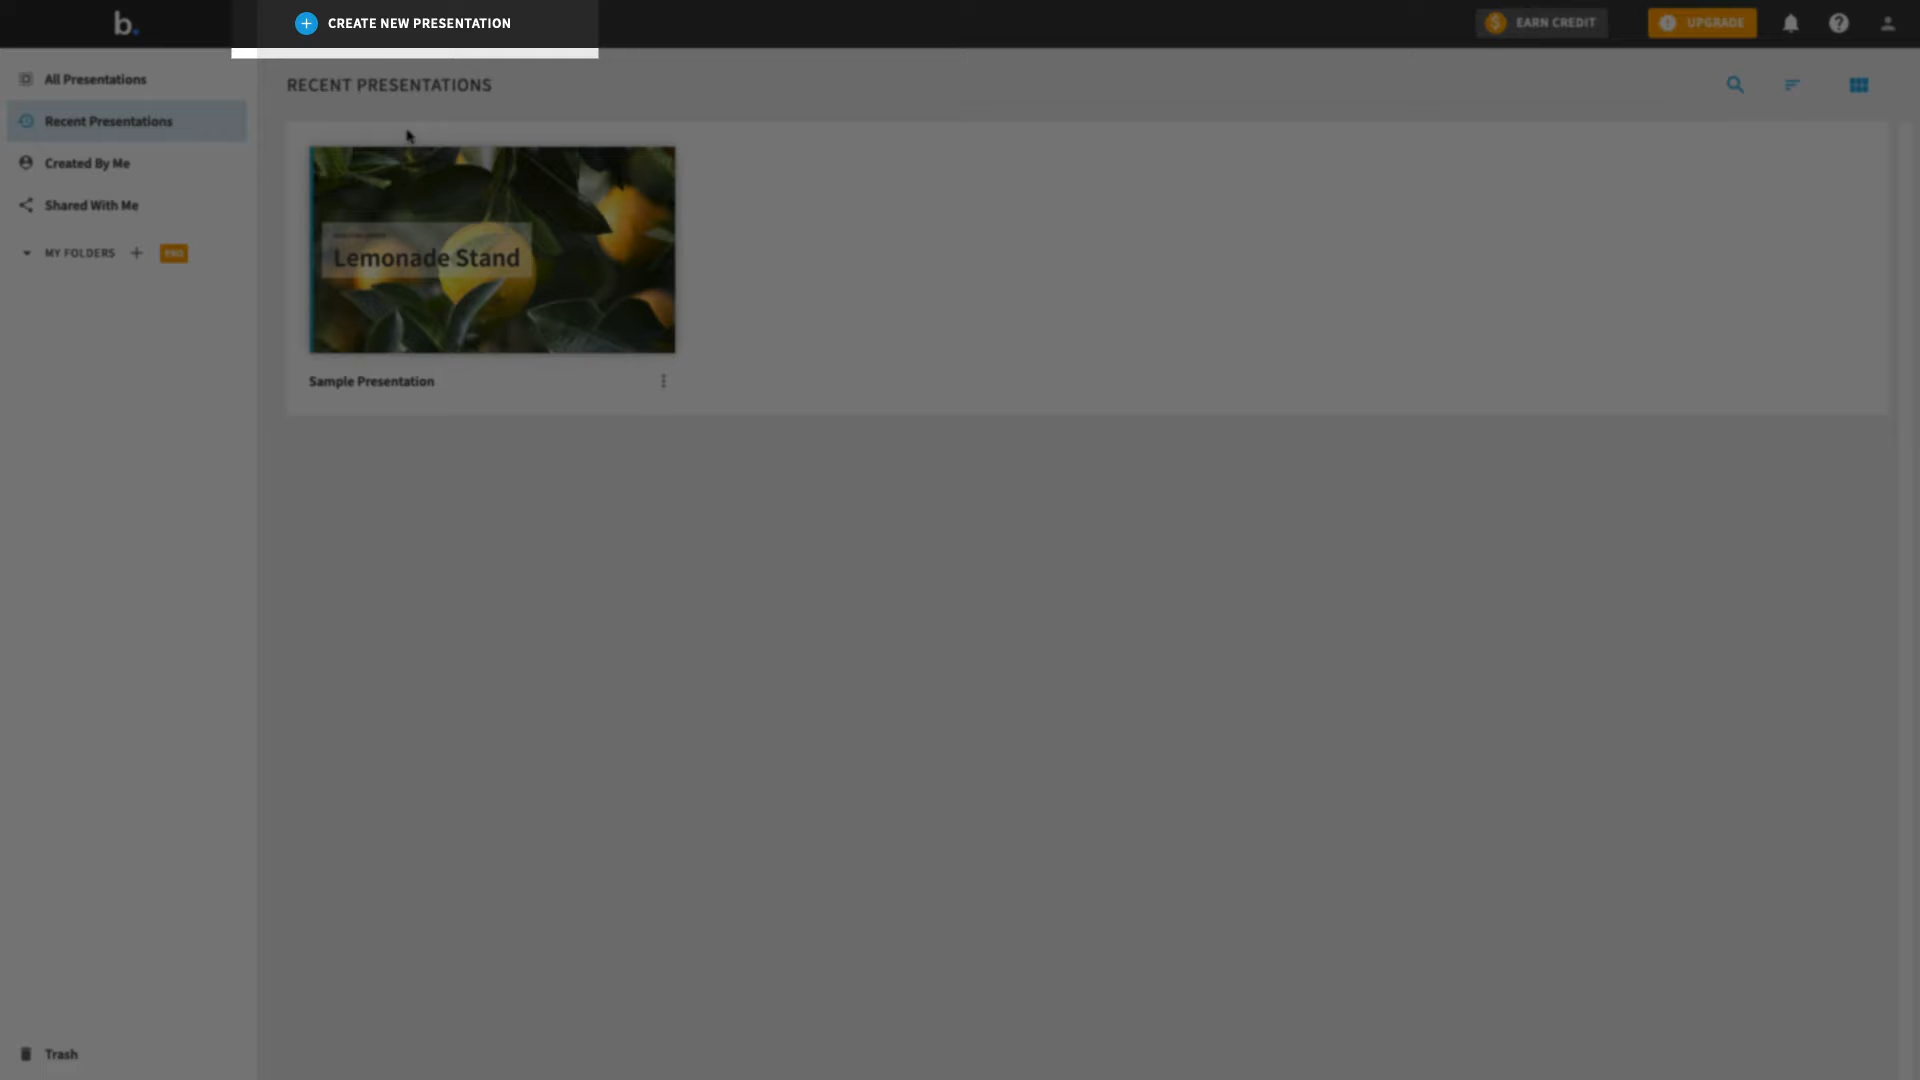 b.
CREATE NEW PRESENTATION
EARN CREDIT
UPGRADE
All Presentations
Recent Presentations
Created By Me
Shared With Me
MY FOLDERS
PRO
RECENT PRESENTATIONS
Lemonade Stand
Sample Presentation
Trash